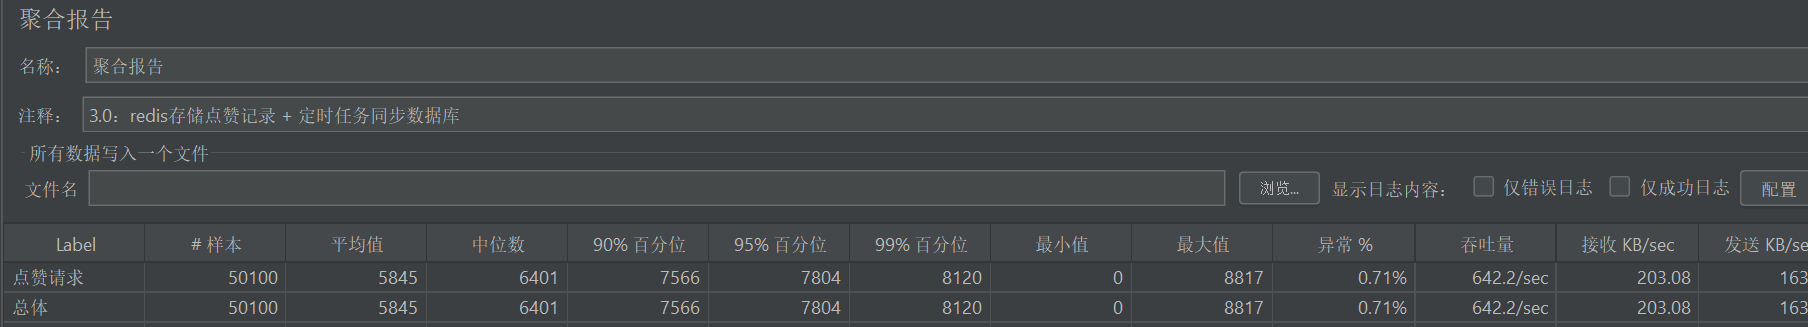 聚合报告
名称： 聚合报告
注释： 3.0：redis存储点赞记录 + 定时任务同步数据库
所有数据写入一个文件
文件名 浏览... 显示日志内容： 仅错误日志 仅成功日志 配置
Label # 样本 平均值 中位数 90% 百分位 95% 百分位 99% 百分位 最小值 最大值 异常 % 吞吐量 接收 KB/sec 发送 KB/se
点赞请求 50100 5845 6401 7566 7804 8120 0 8817 0.71% 642.2/sec 203.08 163
总体 50100 5845 6401 7566 7804 8120 0 8817 0.71% 642.2/sec 203.08 163